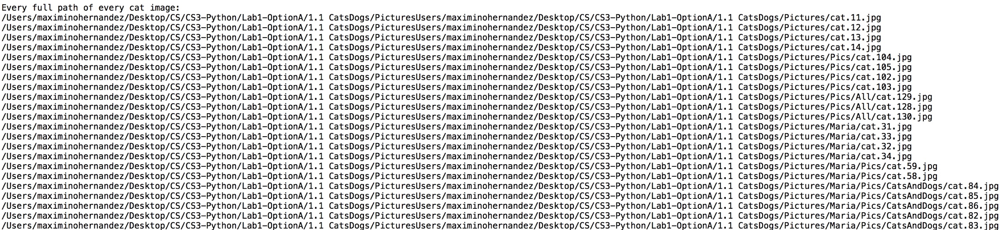 Every full path of every cat image:
/Users/maximinohernandez/Desktop/CS/CS3-Python/Lab1-OptionA/1.1 CatsDogs/PicturesUsers/maximinohernandez/Desktop/CS/CS3-Python/Lab1-OptionA/1.1 CatsDogs/Pictures/cat.11.jpg
/Users/maximinohernandez/Desktop/CS/CS3-Python/Lab1-OptionA/1.1 CatsDogs/PicturesUsers/maximinohernandez/Desktop/CS/CS3-Python/Lab1-OptionA/1.1 CatsDogs/Pictures/cat.12.jpg
/Users/maximinohernandez/Desktop/CS/CS3-Python/Lab1-OptionA/1.1 CatsDogs/PicturesUsers/maximinohernandez/Desktop/CS/CS3-Python/Lab1-OptionA/1.1 CatsDogs/Pictures/cat.13.jpg
/Users/maximinohernandez/Desktop/CS/CS3-Python/Lab1-OptionA/1.1 CatsDogs/PicturesUsers/maximinohernandez/Desktop/CS/CS3-Python/Lab1-OptionA/1.1 CatsDogs/Pictures/cat.14.jpg
/Users/maximinohernandez/Desktop/CS/CS3-Python/Lab1-OptionA/1.1 CatsDogs/PicturesUsers/maximinohernandez/Desktop/CS/CS3-Python/Lab1-OptionA/1.1 CatsDogs/Pictures/Pics/cat.104.jpg
/Users/maximinohernandez/Desktop/CS/CS3-Python/Lab1-OptionA/1.1 CatsDogs/PicturesUsers/maximinohernandez/Desktop/CS/CS3-Python/Lab1-OptionA/1.1 CatsDogs/Pictures/Pics/cat.105.jpg
/Users/maximinohernandez/Desktop/CS/CS3-Python/Lab1-OptionA/1.1 CatsDogs/PicturesUsers/maximinohernandez/Desktop/CS/CS3-Python/Lab1-OptionA/1.1 CatsDogs/Pictures/Pics/cat.102.jpg
/Users/maximinohernandez/Desktop/CS/CS3-Python/Lab1-OptionA/1.1 CatsDogs/PicturesUsers/maximinohernandez/Desktop/CS/CS3-Python/Lab1-OptionA/1.1 CatsDogs/Pictures/Pics/cat.103.jpg
/Users/maximinohernandez/Desktop/CS/CS3-Python/Lab1-OptionA/1.1 CatsDogs/PicturesUsers/maximinohernandez/Desktop/CS/CS3-Python/Lab1-OptionA/1.1 CatsDogs/Pictures/Pics/All/cat.129.jpg
/Users/maximinohernandez/Desktop/CS/CS3-Python/Lab1-OptionA/1.1 CatsDogs/PicturesUsers/maximinohernandez/Desktop/CS/CS3-Python/Lab1-OptionA/1.1 CatsDogs/Pictures/Pics/All/cat.128.jpg
/Users/maximinohernandez/Desktop/CS/CS3-Python/Lab1-OptionA/1.1 CatsDogs/PicturesUsers/maximinohernandez/Desktop/CS/CS3-Python/Lab1-OptionA/1.1 CatsDogs/Pictures/Pics/All/cat.130.jpg
/Users/maximinohernandez/Desktop/CS/CS3-Python/Lab1-OptionA/1.1 CatsDogs/PicturesUsers/maximinohernandez/Desktop/CS/CS3-Python/Lab1-OptionA/1.1 CatsDogs/Pictures/Maria/cat.31.jpg
/Users/maximinohernandez/Desktop/CS/CS3-Python/Lab1-OptionA/1.1 CatsDogs/PicturesUsers/maximinohernandez/Desktop/CS/CS3-Python/Lab1-OptionA/1.1 CatsDogs/Pictures/Maria/cat.33.jpg
/Users/maximinohernandez/Desktop/CS/CS3-Python/Lab1-OptionA/1.1 CatsDogs/PicturesUsers/maximinohernandez/Desktop/CS/CS3-Python/Lab1-OptionA/1.1 CatsDogs/Pictures/Maria/cat.32.jpg
/Users/maximinohernandez/Desktop/CS/CS3-Python/Lab1-OptionA/1.1 CatsDogs/PicturesUsers/maximinohernandez/Desktop/CS/CS3-Python/Lab1-OptionA/1.1 CatsDogs/Pictures/Maria/cat.34.jpg
/Users/maximinohernandez/Desktop/CS/CS3-Python/Lab1-OptionA/1.1 CatsDogs/PicturesUsers/maximinohernandez/Desktop/CS/CS3-Python/Lab1-OptionA/1.1 CatsDogs/Pictures/Maria/Pics/cat.59.jpg
/Users/maximinohernandez/Desktop/CS/CS3-Python/Lab1-OptionA/1.1 CatsDogs/PicturesUsers/maximinohernandez/Desktop/CS/CS3-Python/Lab1-OptionA/1.1 CatsDogs/Pictures/Maria/Pics/cat.58.jpg
/Users/maximinohernandez/Desktop/CS/CS3-Python/Lab1-OptionA/1.1 CatsDogs/PicturesUsers/maximinohernandez/Desktop/CS/CS3-Python/Lab1-OptionA/1.1 CatsDogs/Pictures/Maria/Pics/CatsAndDogs/cat.84.jpg
/Users/maximinohernandez/Desktop/CS/CS3-Python/Lab1-OptionA/1.1 CatsDogs/PicturesUsers/maximinohernandez/Desktop/CS/CS3-Python/Lab1-OptionA/1.1 CatsDogs/Pictures/Maria/Pics/CatsAndDogs/cat.85.jpg
/Users/maximinohernandez/Desktop/CS/CS3-Python/Lab1-OptionA/1.1 CatsDogs/PicturesUsers/maximinohernandez/Desktop/CS/CS3-Python/Lab1-OptionA/1.1 CatsDogs/Pictures/Maria/Pics/CatsAndDogs/cat.86.jpg
/Users/maximinohernandez/Desktop/CS/CS3-Python/Lab1-OptionA/1.1 CatsDogs/PicturesUsers/maximinohernandez/Desktop/CS/CS3-Python/Lab1-OptionA/1.1 CatsDogs/Pictures/Maria/Pics/CatsAndDogs/cat.82.jpg
/Users/maximinohernandez/Desktop/CS/CS3-Python/Lab1-OptionA/1.1 CatsDogs/PicturesUsers/maximinohernandez/Desktop/CS/CS3-Python/Lab1-OptionA/1.1 CatsDogs/Pictures/Maria/Pics/CatsAndDogs/cat.83.jpg